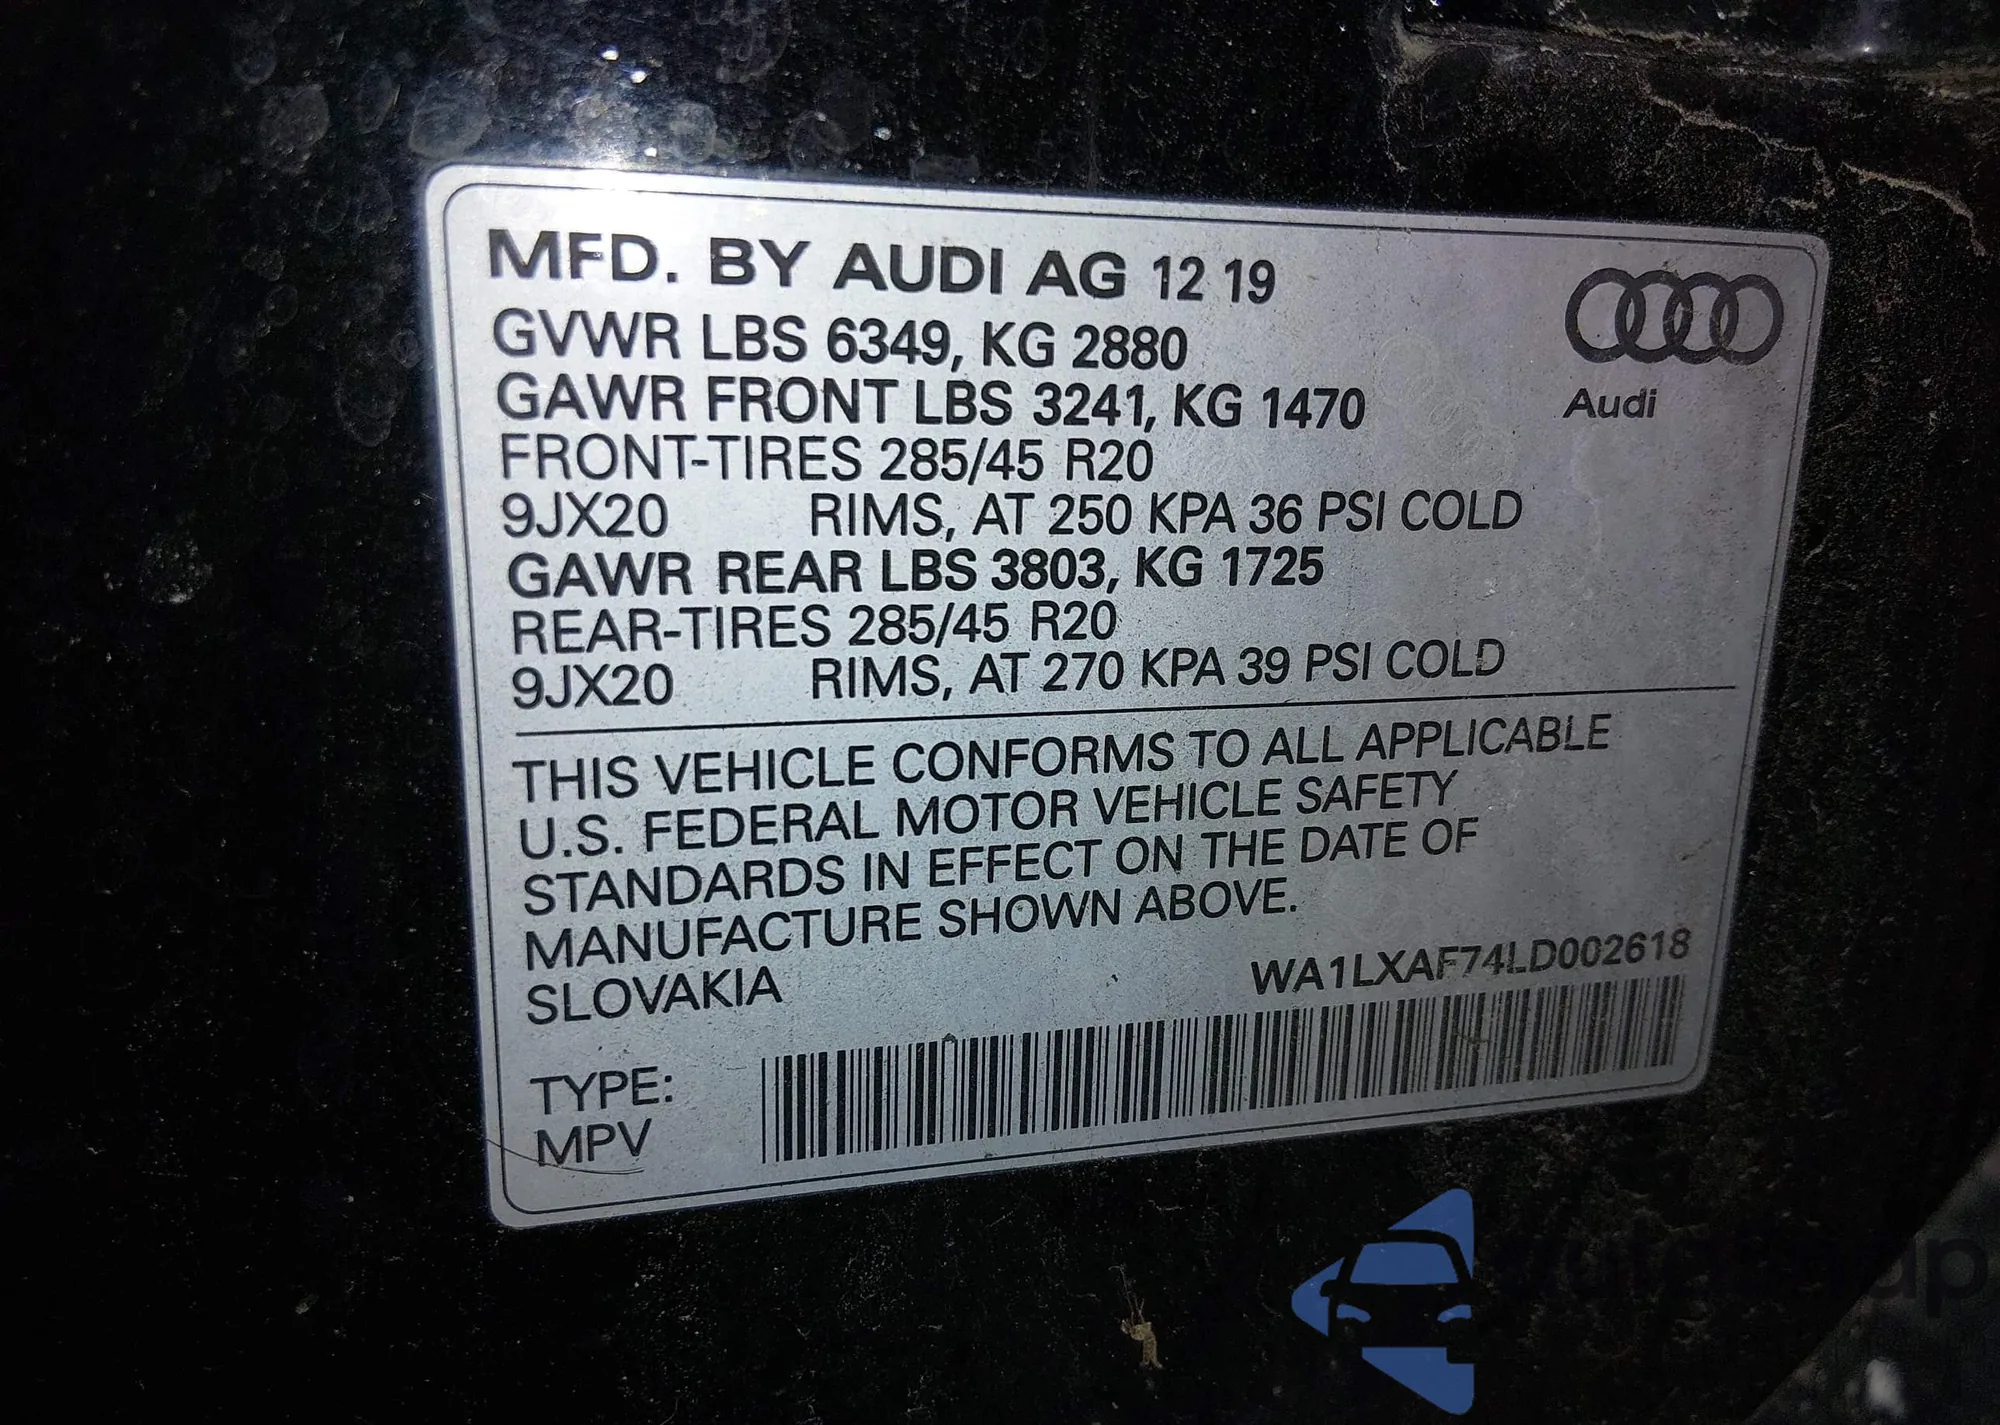 MFD. BY AUDI AG 12 19
GVWR LBS 6349, KG 2880
GAWR FRONT LBS 3241, KG 1470
FRONT-TIRES 285/45 R20
9JX20 RIMS, AT 250 KPA 36 PSI COLD
GAWR REAR LBS 3803, KG 1725
REAR-TIRES 285/45 R20
9JX20 RIMS, AT 270 KPA 39 PSI COLD
Audi
THIS VEHICLE CONFORMS TO ALL APPLICABLE
U.S. FEDERAL MOTOR VEHICLE SAFETY
STANDARDS IN EFFECT ON THE DATE OF
MANUFACTURE SHOWN ABOVE.
SLOVAKIA
WA1LXAF74LD002618
TYPE:
MPV